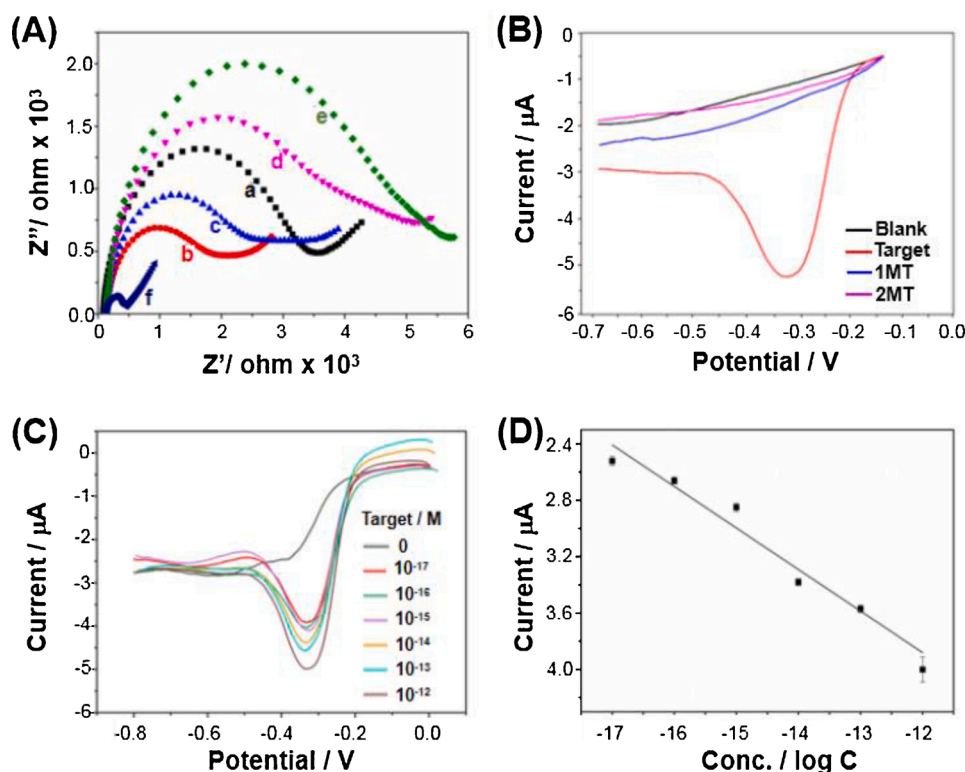 (A)
2.0
1.5
1.0
0.5
0.0
Z''/ ohm x 10³
e
d
a
c
b
f
0 1 2 3 4 5 6
Z'/ ohm x 10³
(B)
0
-1
-2
-3
-4
-5
-6
Current / µA
Blank
Target
1MT
2MT
-0.7 -0.6 -0.5 -0.4 -0.3 -0.2 -0.1 0.0
Potential / V
(C)
0
-1
-2
-3
-4
-5
-6
Current / µA
Target / M
0
10⁻¹⁷
10⁻¹⁶
10⁻¹⁵
10⁻¹⁴
10⁻¹³
10⁻¹²
-0.8 -0.6 -0.4 -0.2 0.0
Potential / V
(D)
2.4
2.8
3.2
3.6
4.0
Current / µA
-17 -16 -15 -14 -13 -12
Conc. / log C